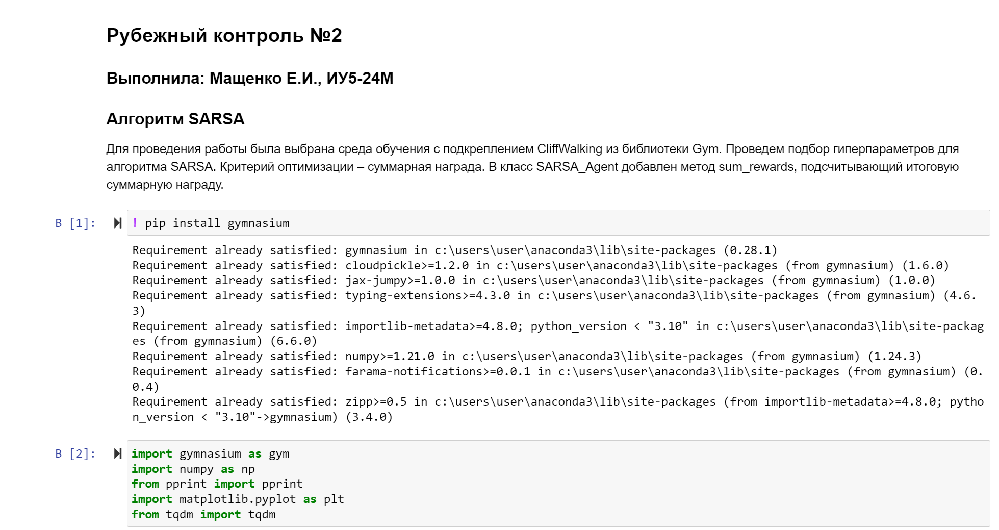 Рубежный контроль №2
Выполнила: Мащенко Е.И., ИУ5-24М
Алгоритм SARSA
Для проведения работы была выбрана среда обучения с подкреплением CliffWalking из библиотеки Gym. Проведем подбор гиперпараметров для
алгоритма SARSA. Критерий оптимизации – суммарная награда. В класс SARSA_Agent добавлен метод sum_rewards, подсчитывающий итоговую
суммарную награду.
В [1]: ! pip install gymnasium
Requirement already satisfied: gymnasium in c:\users\user\anaconda3\lib\site-packages (0.28.1)
Requirement already satisfied: cloudpickle>=1.2.0 in c:\users\user\anaconda3\lib\site-packages (from gymnasium) (1.6.0)
Requirement already satisfied: jax-jumpy>=1.0.0 in c:\users\user\anaconda3\lib\site-packages (from gymnasium) (1.0.0)
Requirement already satisfied: typing-extensions>=4.3.0 in c:\users\user\anaconda3\lib\site-packages (from gymnasium) (4.6.
3)
Requirement already satisfied: importlib-metadata>=4.8.0; python_version < "3.10" in c:\users\user\anaconda3\lib\site-packag
es (from gymnasium) (6.6.0)
Requirement already satisfied: numpy>=1.21.0 in c:\users\user\anaconda3\lib\site-packages (from gymnasium) (1.24.3)
Requirement already satisfied: farama-notifications>=0.0.1 in c:\users\user\anaconda3\lib\site-packages (from gymnasium) (0.
0.4)
Requirement already satisfied: zipp>=0.5 in c:\users\user\anaconda3\lib\site-packages (from importlib-metadata>=4.8.0; pytho
n_version < "3.10"->gymnasium) (3.4.0)
В [2]: import gymnasium as gym
import numpy as np
from pprint import pprint
import matplotlib.pyplot as plt
from tqdm import tqdm